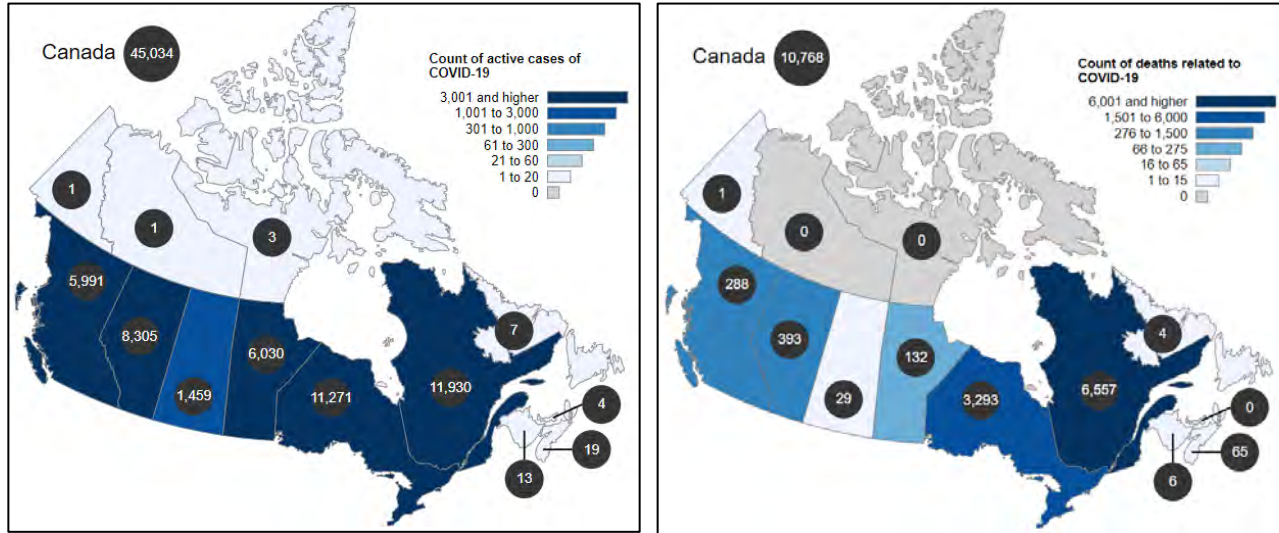 Canada 45,034
Count of active cases of
COVID-19
3,001 and higher
1,001 to 3,000
301 to 1,000
61 to 300
21 to 60
1 to 20
0
1
1
3
5,991
8,305
1,459
6,030
11,271
11,930
7
4
19
13
Canada 10,768
Count of deaths related to
COVID-19
6,001 and higher
1,501 to 6,000
276 to 1,500
66 to 275
16 to 65
1 to 15
0
1
0
0
288
393
29
132
3,293
6,557
4
0
65
6